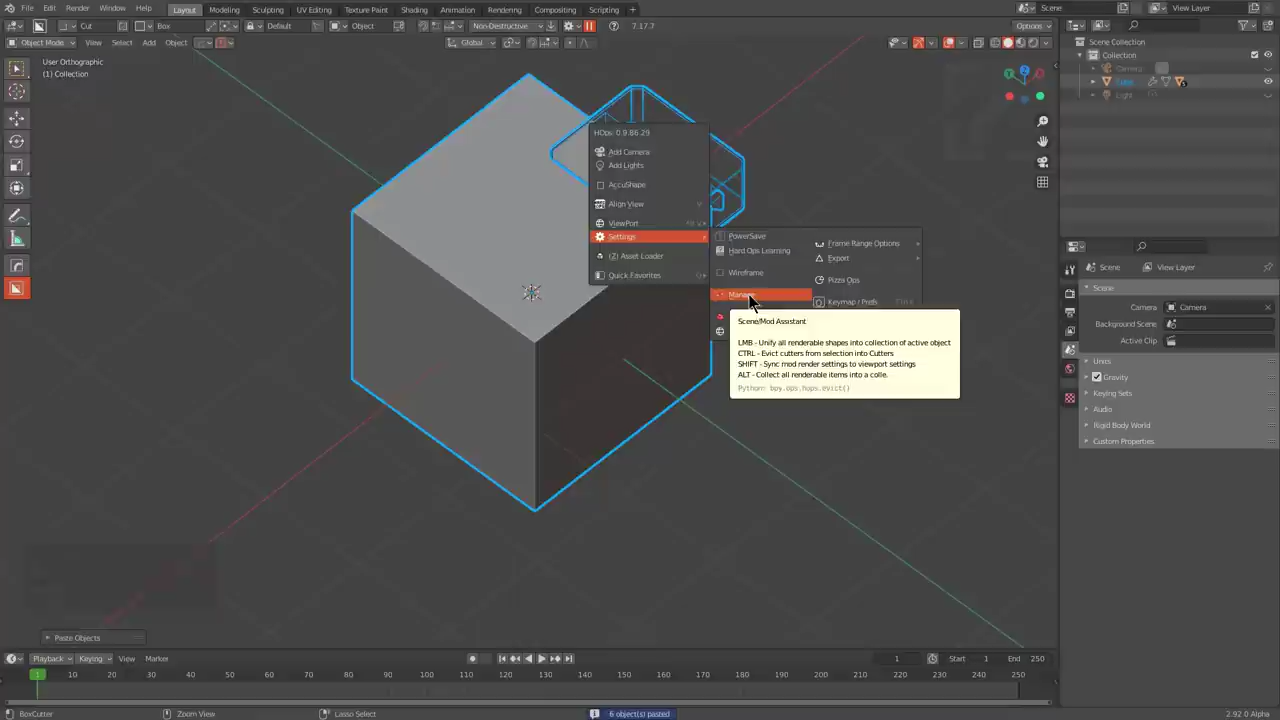 File Edit Render Window Help Layout Modeling Sculpting UV Editing Texture Paint Shading Animation Rendering Compositing Scripting + Scene View Layer
Cut Box Default Object Non-Destructive 7.17.7 Options
Object Mode View Select Add Object Global
User Orthographic
(1) Collection
Scene Collection
Collection
Camera
Cube
Light
HOps: 0.9.86.29
Add Camera
Add Lights
AccuShape
Align View V
ViewPort
Settings
(Z) Asset Loader
Quick Favorites Q
PowerSave
Hard Ops Learning
Wireframe
Manage
Frame Range Options
Export
Pizza Ops
Keymap / Prefs
Scene/Mod Assistant
LMB - Unify all renderable shapes into collection of active object
CTRL - Evict cutters from selection into Cutters
SHIFT - Sync mod render settings to viewport settings
ALT - Collect all renderable items into a colle.
Python: bpy.ops.hops.evict()
Scene View Layer
Scene
Camera Camera
Background Scene
Active Clip
Units
Gravity
Keying Sets
Audio
Rigid Body World
Custom Properties
Paste Objects
Playback Keying View Marker 1 Start 1 End 250
1 10 20 30 40 50 60 70 80 90 100 110 120 130 140 150 160 170 180 190 200 210 220 230 240 250
BoxCutter Zoom View Lasso Select 6 object(s) pasted 2.92.0 Alpha